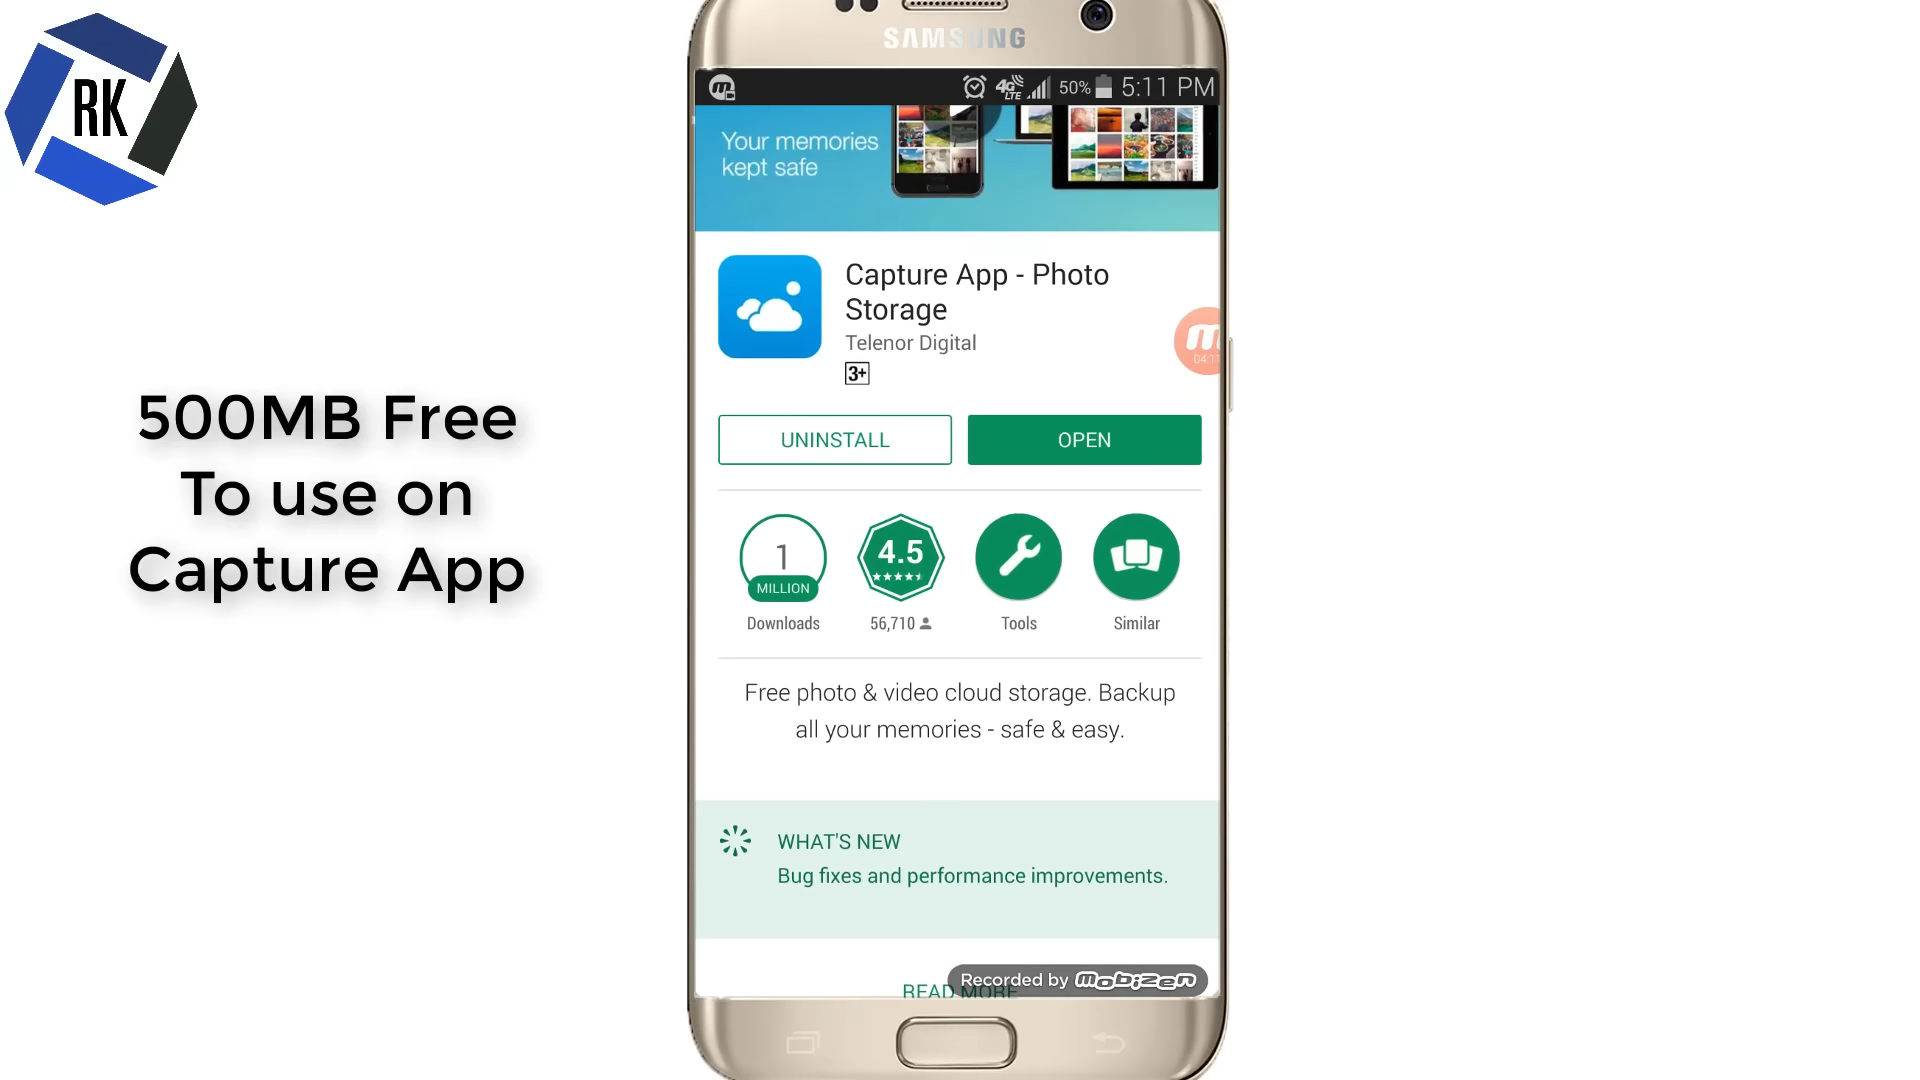 RK
500MB Free
To use on
Capture App
SAMSUNG
4G LTE 50% 5:11 PM
Your memories
kept safe
Capture App - Photo
Storage
Telenor Digital
3+
UNINSTALL
OPEN
1
MILLION
Downloads
4.5
56,710
Tools
Similar
Free photo & video cloud storage. Backup
all your memories - safe & easy.
WHAT'S NEW
Bug fixes and performance improvements.
READ MORE
Recorded by mobizen